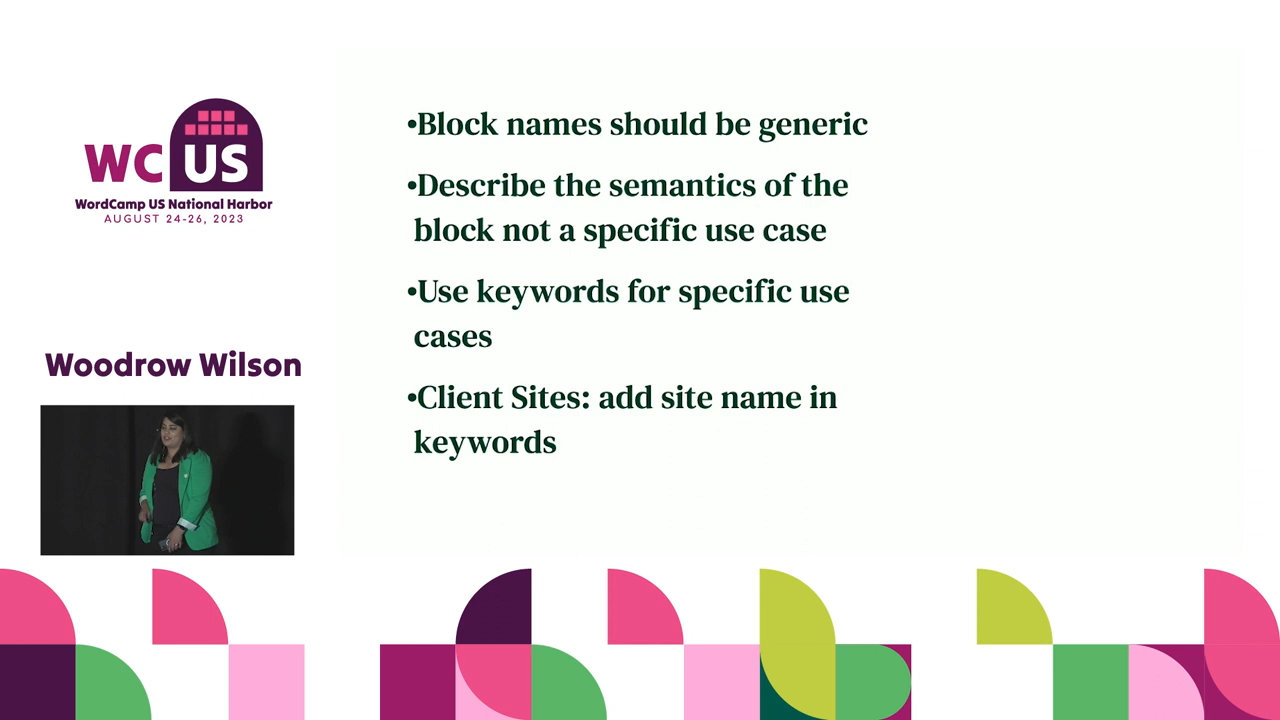 WC US
WordCamp US National Harbor
AUGUST 24-26, 2023
Woodrow Wilson
•Block names should be generic
•Describe the semantics of the
block not a specific use case
•Use keywords for specific use
cases
•Client Sites: add site name in
keywords